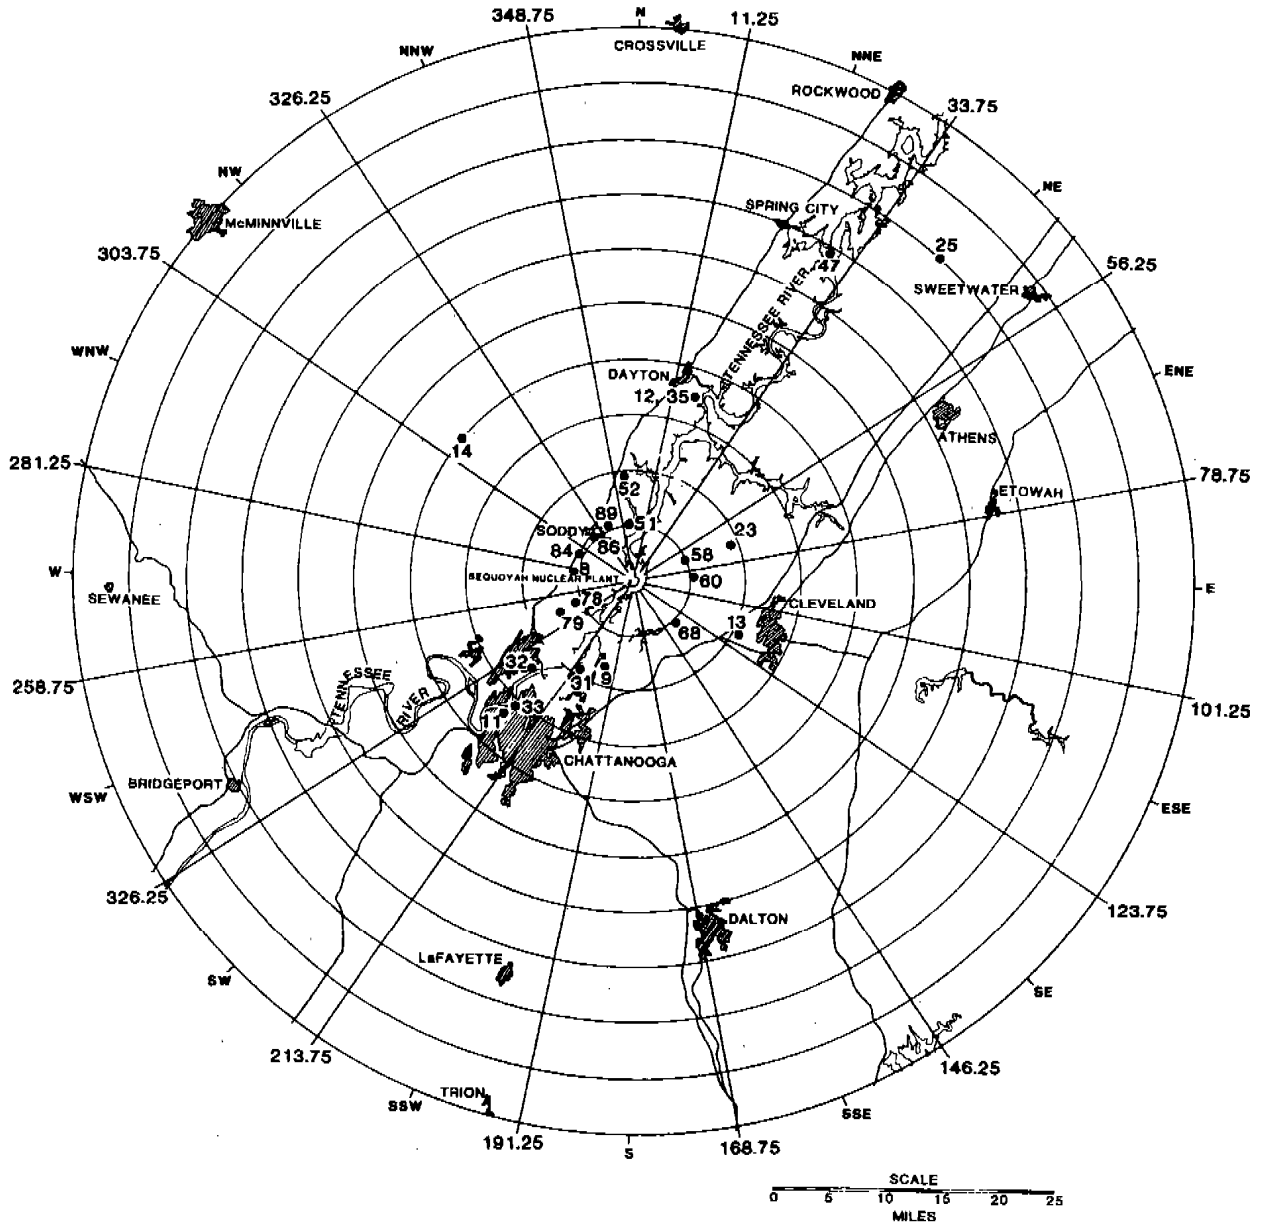 N
348.75
11.25
CROSSVILLE
NNW
NNE
ROCKWOOD
326.25
33.75
NW
NE
SPRING CITY
McMINNVILLE
25
47
303.75
56.25
SWEETWATER
TENNESSEE RIVER
WNW
ENE
DAYTON
12, 35
ATHENS
14
281.25
78.75
52
ETOWAH
89
51
SODDY
86
23
84
58
W
8
SEQUOYAH NUCLEAR PLANT
60
E
SEWANEE
78
CLEVELAND
79
68
13
32
31
9
258.75
TENNESSEE
RIVER
33
11
101.25
CHATTANOOGA
BRIDGEPORT
WSW
ESE
326.25
123.75
DALTON
LaFAYETTE
SW
SE
213.75
146.25
TRION
SSW
SSE
191.25
168.75
S
SCALE
0 5 10 15 20 25
MILES